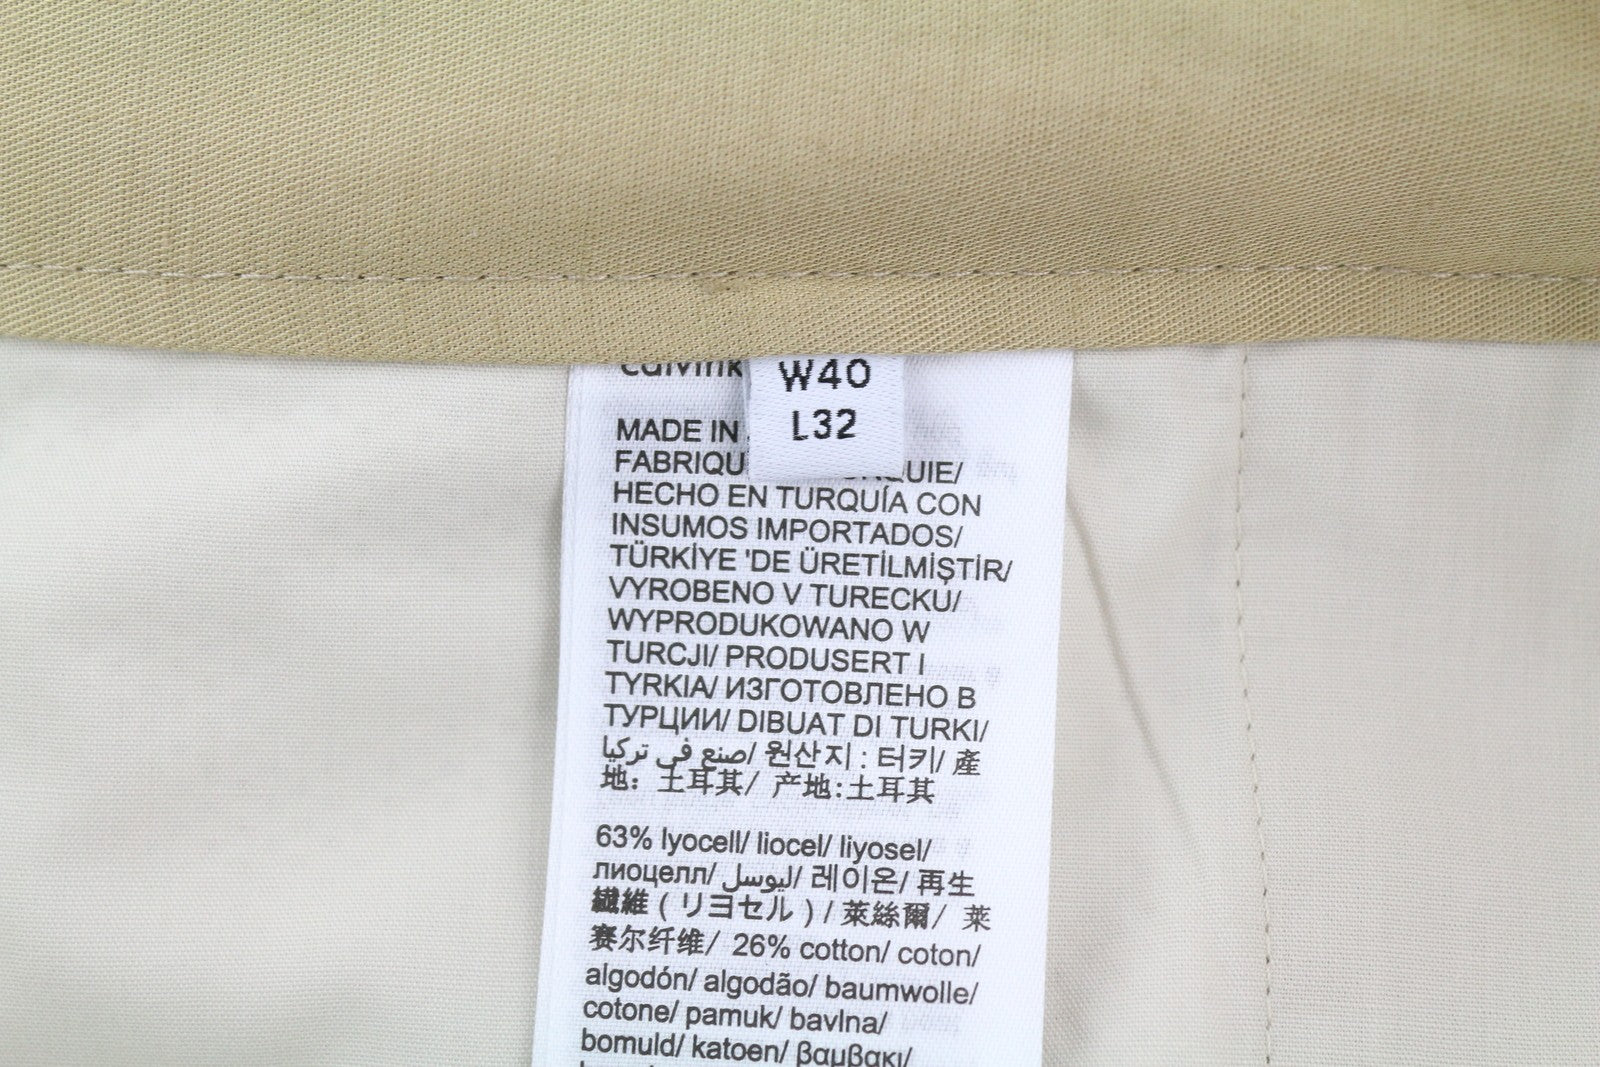 W40
L32
MADE IN
FABRIQU
HECHO EN TURQUÍA CON
INSUMOS IMPORTADOS/
TÜRKİYE 'DE ÜRETİLMİŞTİR/
VYROBENO V TURECKU/
WYPRODUKOWANO W
TURCJI/ PRODUSERT I
TYRKIA/ ИЗГОТОВЛЕНО В
ТУРЦИИ/ DIBUAT DI TURKI/
صنع في تركيا/ 원산지 : 터키/ 產
地：土耳其/ 产地:土耳其
63% lyocell/ liocel/ liyosel/
лиоцелл/ ليوسل/ 레이온/ 再生
繊維 ( リヨセル ) / 萊絲爾/ 莱
赛尔纤维/ 26% cotton/ coton/
algodón/ algodão/ baumwolle/
cotone/ pamuk/ bavlna/
bomuld/ katoen/ βαμβακι/